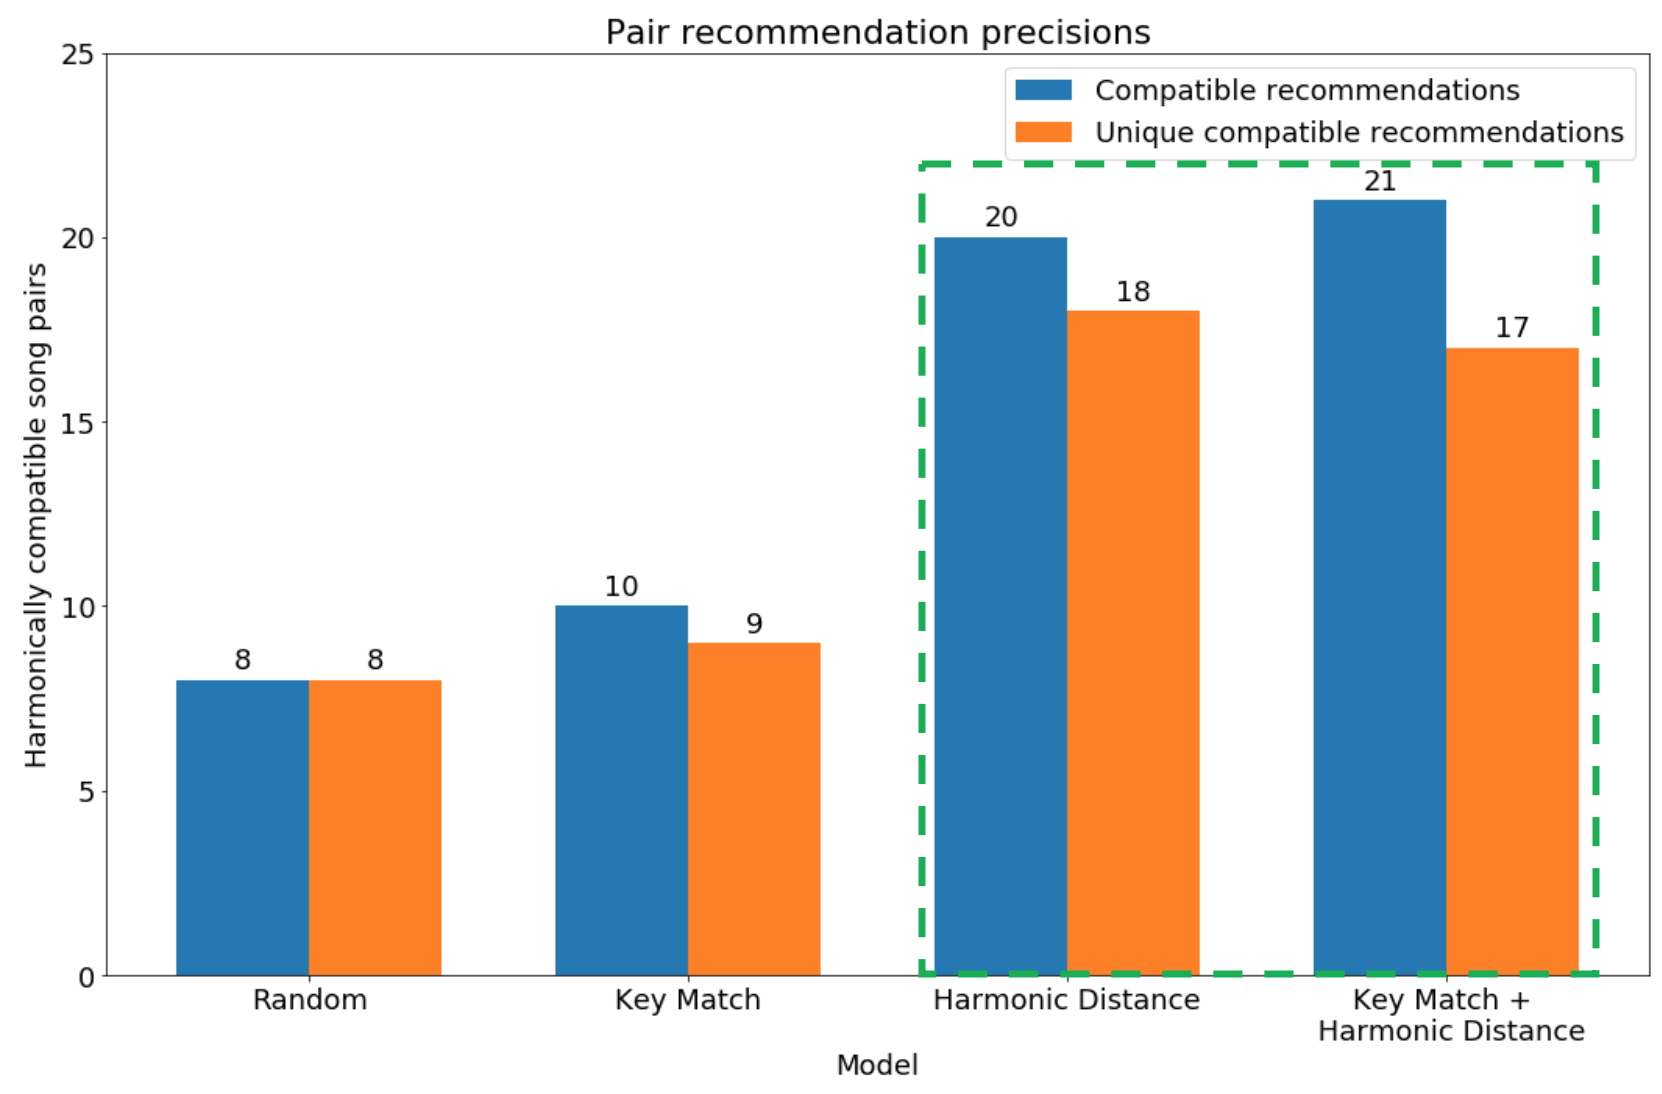 Pair recommendation precisions
Compatible recommendations
Unique compatible recommendations
Harmonically compatible song pairs
25
20
15
10
5
0
8
8
10
9
20
18
21
17
Random
Key Match
Harmonic Distance
Key Match +
Harmonic Distance
Model